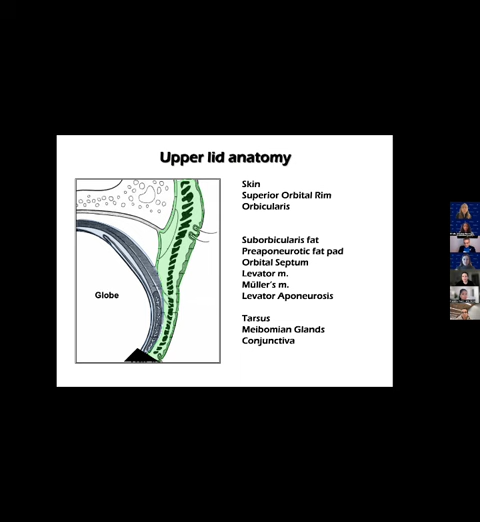 Upper lid anatomy
Skin
Superior Orbital Rim
Orbicularis
Suborbicularis fat
Preaponeurotic fat pad
Orbital Septum
Levator m.
Müller's m.
Levator Aponeurosis
Globe
Tarsus
Meibomian Glands
Conjunctiva